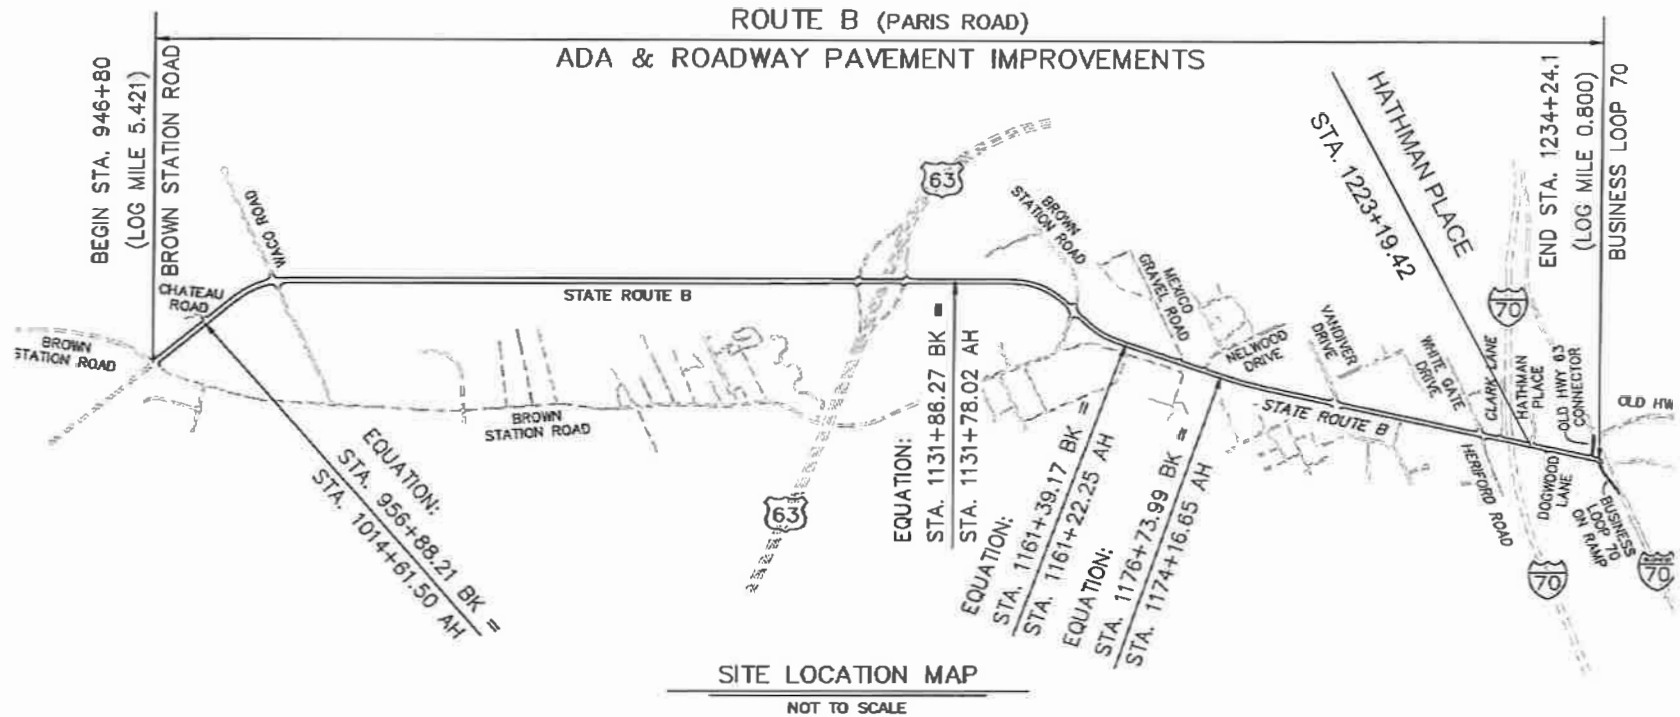 ROUTE B (PARIS ROAD)
ADA & ROADWAY PAVEMENT IMPROVEMENTS
BEGIN STA. 946+80
(LOG MILE 5.421)
BROWN STATION ROAD
END STA. 1234+24.1
(LOG MILE 0.800)
BUSINESS LOOP 70
HATHMAN PLACE
STA. 1223+19.42
WACO ROAD
CHATEAU
ROAD
BROWN
STATION ROAD
STATE ROUTE B
63
BROWN
STATION ROAD
MEXICO
GRAVEL ROAD
NELWOOD
DRIVE
VANDIVER
DRIVE
WHITE GATE
DRIVE
CLARK LANE
70
HATHMAN
PLACE
OLD HWY 63
CONNECTOR
OLD HW
STATE ROUTE B
BROWN
STATION ROAD
HERIFORD ROAD
DOGWOOD
LANE
BUSINESS
LOOP 70
ON RAMP
63
70
70
EQUATION:
STA. 956+88.21 BK =
STA. 1014+61.50 AH
EQUATION:
STA. 1131+86.27 BK =
STA. 1131+78.02 AH
EQUATION:
STA. 1161+39.17 BK =
STA. 1161+22.25 AH
EQUATION:
STA. 1176+73.99 BK =
STA. 1174+16.65 AH
SITE LOCATION MAP
NOT TO SCALE